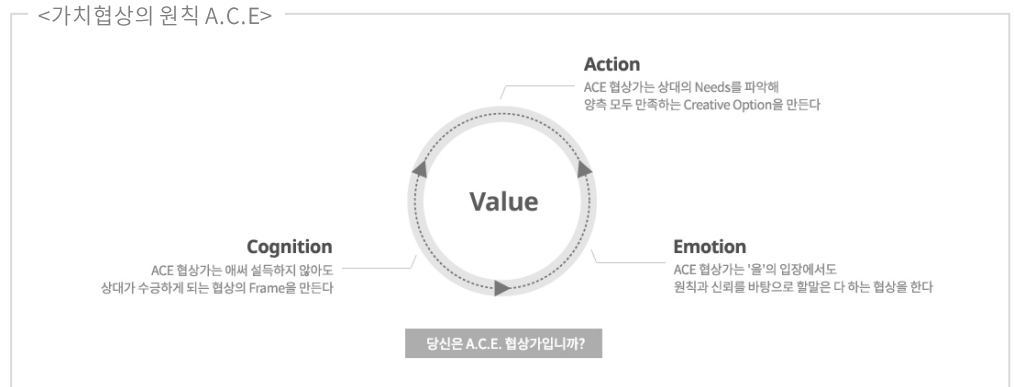 <가치협상의 원칙 A.C.E>
Action
ACE 협상가는 상대의 Needs를 파악해
양측 모두 만족하는 Creative Option을 만든다
Value
Cognition
ACE 협상가는 애써 설득하지 않아도
상대가 수긍하게 되는 협상의 Frame을 만든다
Emotion
ACE 협상가는 '을'의 입장에서도
원칙과 신뢰를 바탕으로 할말은 다 하는 협상을 한다
당신은 A.C.E. 협상가입니까?